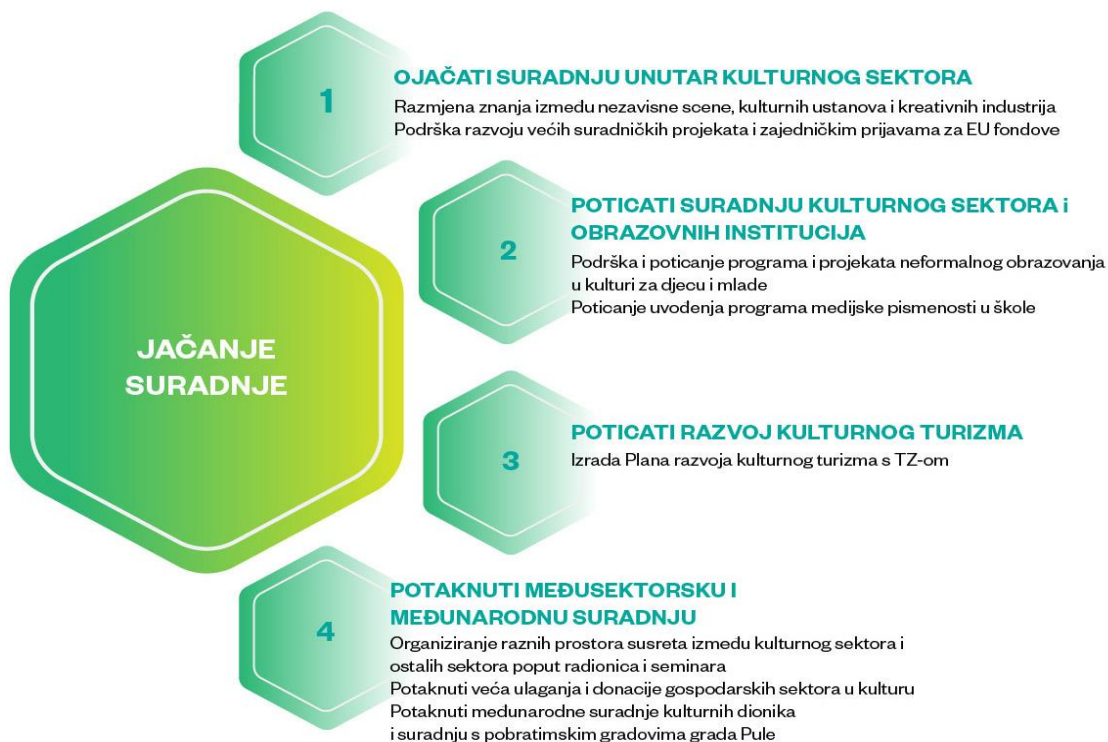 1
OJAČATI SURADNJU UNUTAR KULTURNOG SEKTORA
Razmjena znanja između nezavisne scene, kulturnih ustanova i kreativnih industrija
Podrška razvoju većih suradničkih projekata i zajedničkim prijavama za EU fondove
2
POTICATI SURADNJU KULTURNOG SEKTORA i
OBRAZOVNIH INSTITUCIJA
Podrška i poticanje programa i projekata neformalnog obrazovanja
u kulturi za djecu i mlade
Poticanje uvođenja programa medijske pismenosti u škole
JAČANJE
SURADNJE
3
POTICATI RAZVOJ KULTURNOG TURIZMA
Izrada Plana razvoja kulturnog turizma s TZ-om
4
POTAKNUTI MEĐUSEKTORSKU I
MEĐUNARODNU SURADNJU
Organiziranje raznih prostora susreta između kulturnog sektora i
ostalih sektora poput radionica i seminara
Potaknuti veća ulaganja i donacije gospodarskih sektora u kulturu
Potaknuti međunarodne suradnje kulturnih dionika
i suradnju s pobratimskim gradovima grada Pule